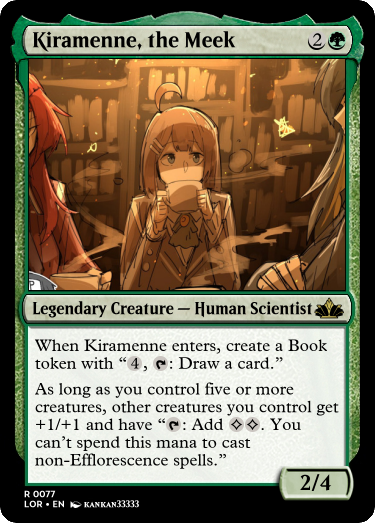 Kiramenne, the Meek 2
Legendary Creature — Human Scientist
When Kiramenne enters, create a Book
token with “4, : Draw a card.”
As long as you control five or more
creatures, other creatures you control get
+1/+1 and have “: Add . You
can’t spend this mana to cast
non-Efflorescence spells.”
2/4
R 0077
LOR • EN KANKAN33333